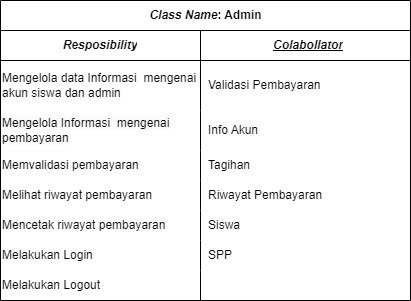 Class Name: Admin
Resposibility
Colabollator
Mengelola data Informasi mengenai
akun siswa dan admin
Validasi Pembayaran
Mengelola Informasi mengenai
pembayaran
Info Akun
Memvalidasi pembayaran
Tagihan
Melihat riwayat pembayaran
Riwayat Pembayaran
Mencetak riwayat pembayaran
Siswa
Melakukan Login
SPP
Melakukan Logout